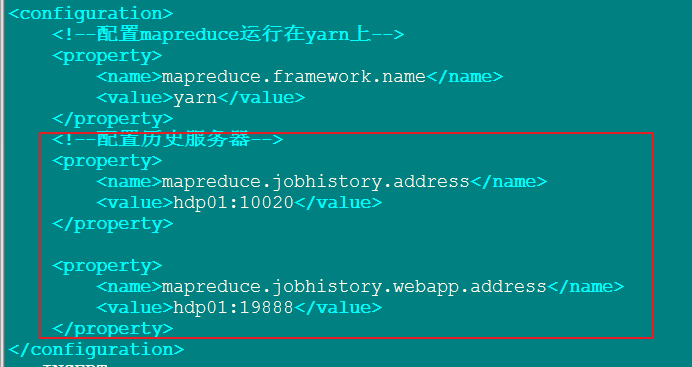 <configuration>
<!--配置mapreduce运行在yarn上-->
<property>
<name>mapreduce.framework.name</name>
<value>yarn</value>
</property>
<!--配置历史服务器-->
<property>
<name>mapreduce.jobhistory.address</name>
<value>hdp01:10020</value>
</property>
<property>
<name>mapreduce.jobhistory.webapp.address</name>
<value>hdp01:19888</value>
</property>
</configuration>
-- INSERT --